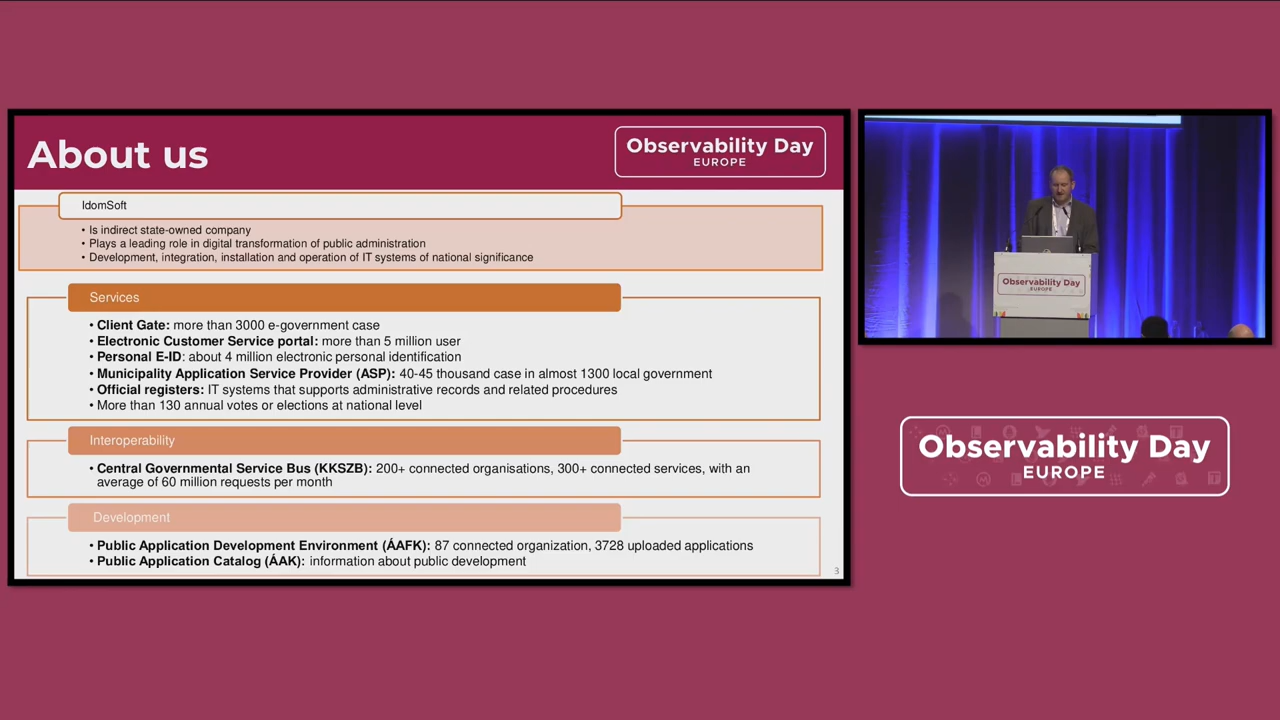 About us
Observability Day
EUROPE
IdomSoft
• Is indirect state-owned company
• Plays a leading role in digital transformation of public administration
• Development, integration, installation and operation of IT systems of national significance
Services
• Client Gate: more than 3000 e-government case
• Electronic Customer Service portal: more than 5 million user
• Personal E-ID: about 4 million electronic personal identification
• Municipality Application Service Provider (ASP): 40-45 thousand case in almost 1300 local government
• Official registers: IT systems that supports administrative records and related procedures
• More than 130 annual votes or elections at national level
Interoperability
• Central Governmental Service Bus (KKSZB): 200+ connected organisations, 300+ connected services, with an
average of 60 million requests per month
Development
• Public Application Development Environment (ÁAFK): 87 connected organization, 3728 uploaded applications
• Public Application Catalog (ÁAK): information about public development
3
Observability Day
EUROPE
Observability Day
EUROPE